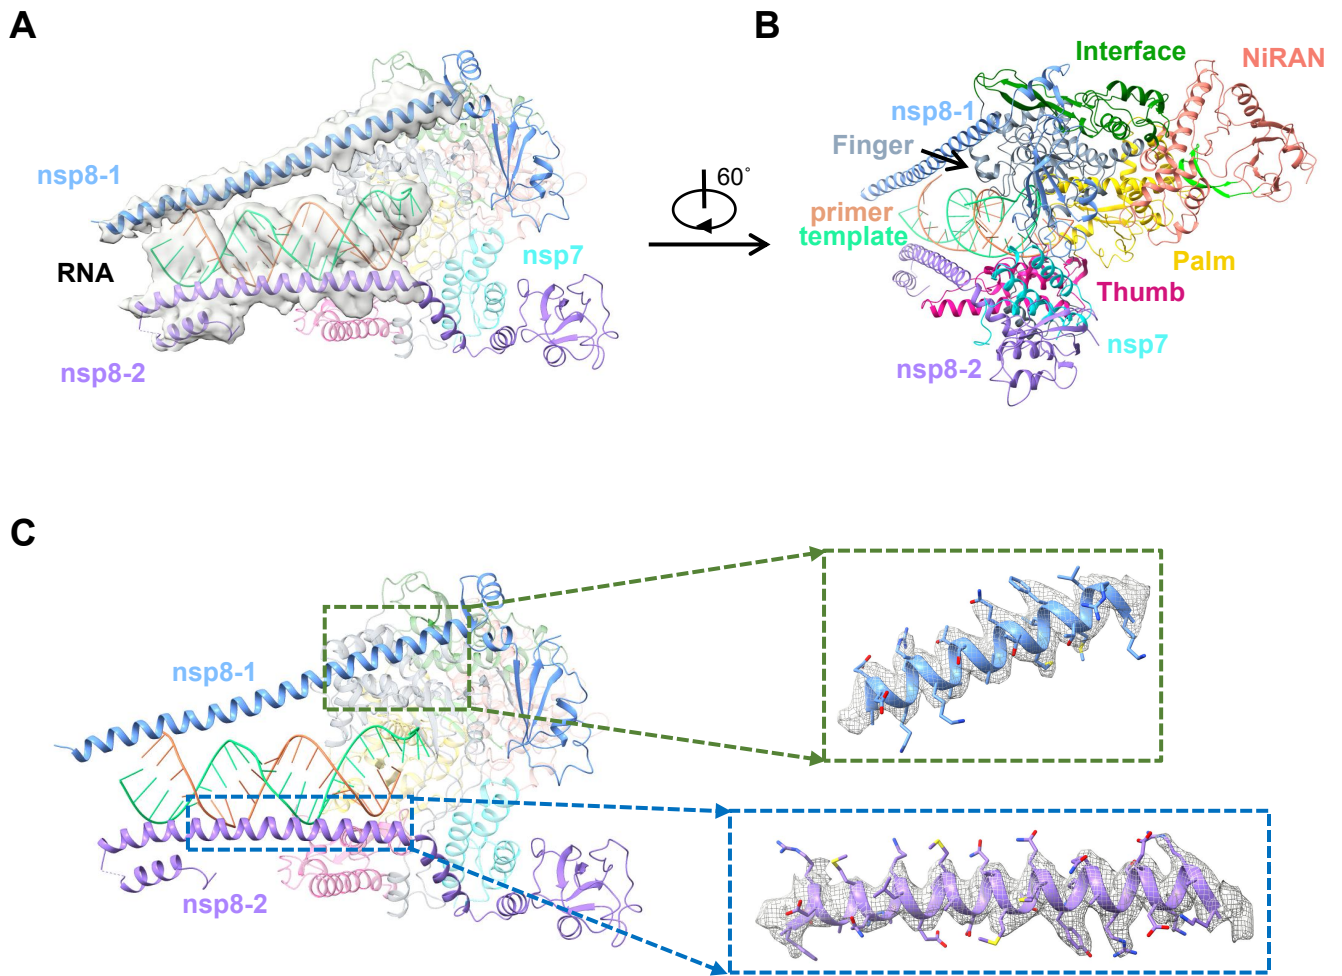 A
nsp8-1
RNA
nsp8-2
nsp7
60°
B
Interface
NiRAN
nsp8-1
Finger
primer
template
Palm
Thumb
nsp7
nsp8-2
C
nsp8-1
nsp8-2